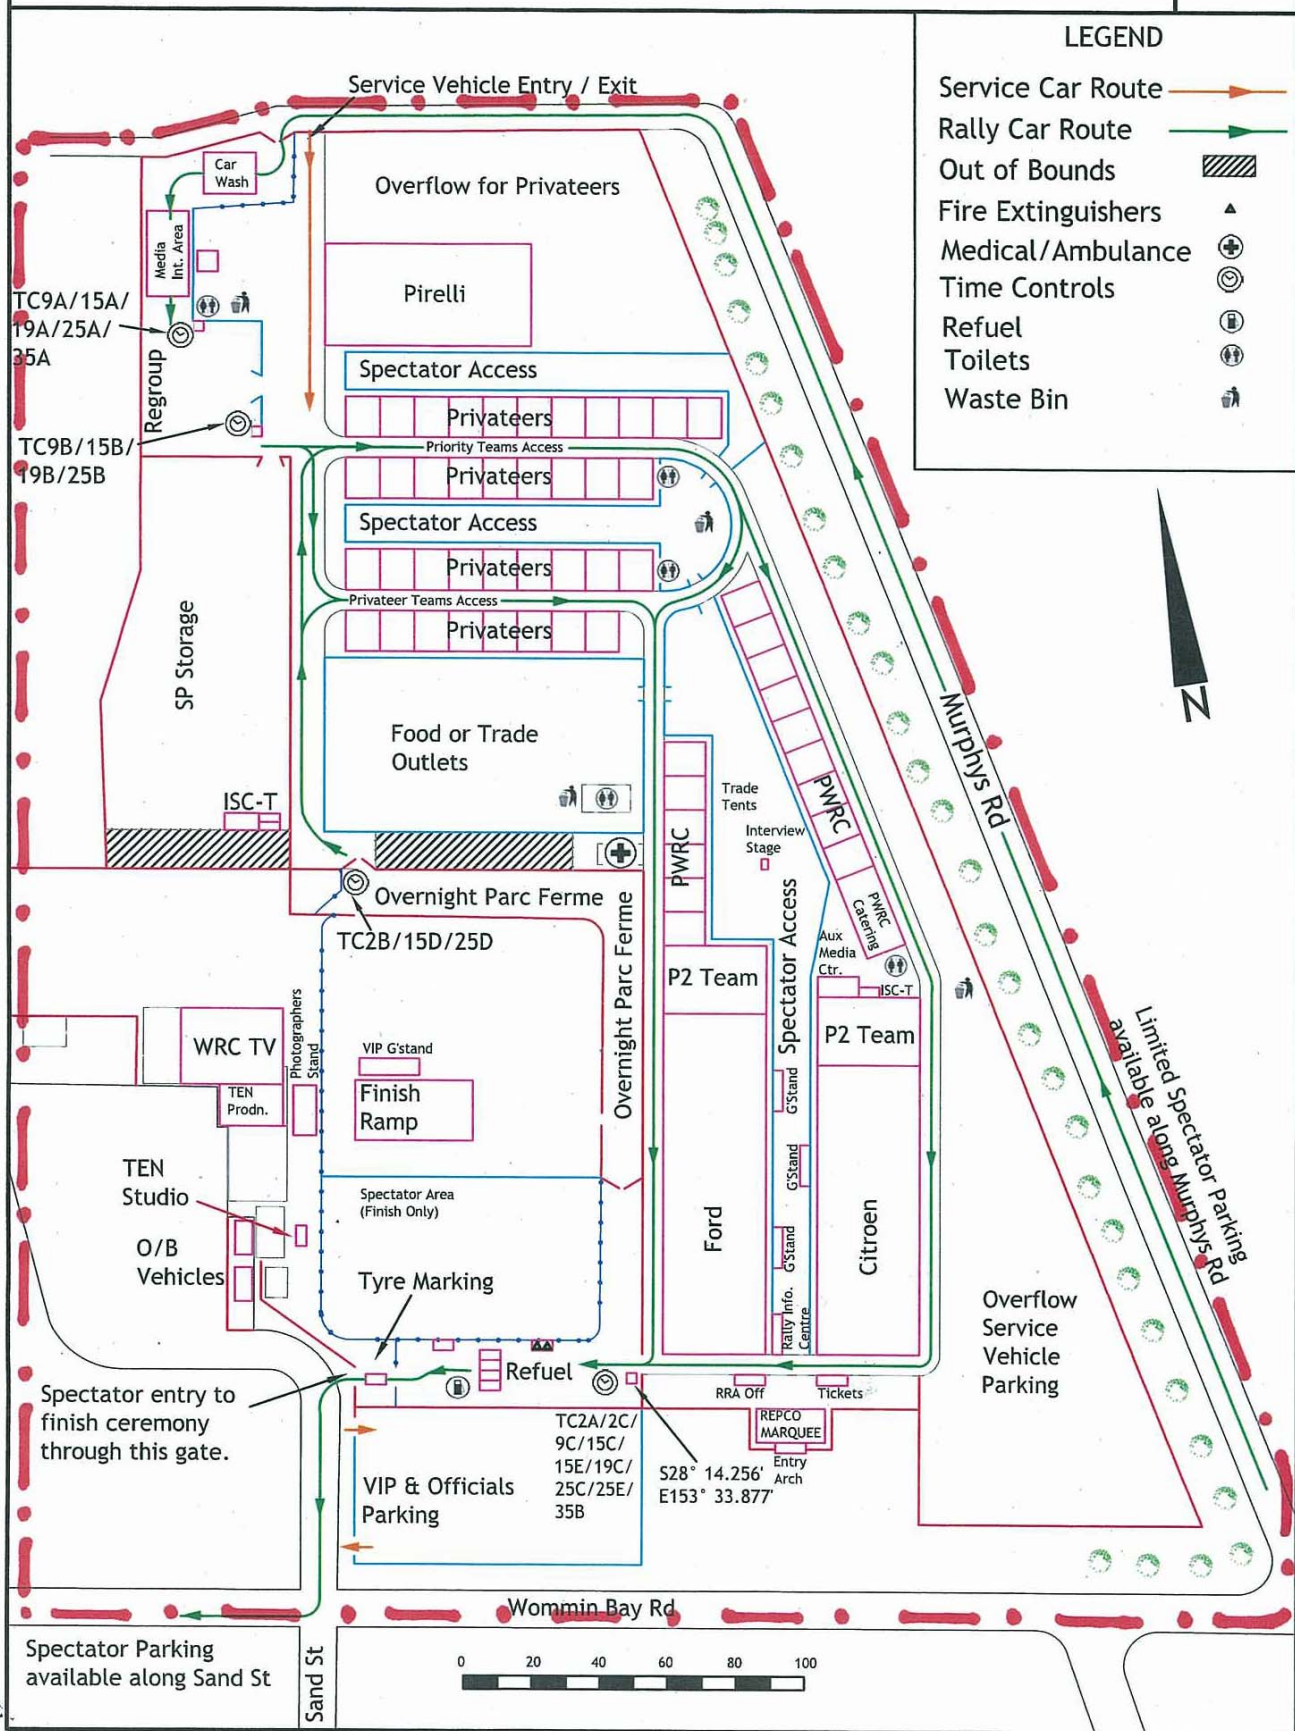 LEGEND
Service Car Route
Rally Car Route
Out of Bounds
Fire Extinguishers
Medical/Ambulance
Time Controls
Refuel
Toilets
Waste Bin
Service Vehicle Entry / Exit
Car
Wash
Overflow for Privateers
Media
Int. Area
Pirelli
TC9A/15A/
19A/25A/
35A
Regroup
Spectator Access
Privateers
TC9B/15B/
19B/25B
Priority Teams Access
Privateers
Spectator Access
Privateers
Privateer Teams Access
Privateers
SP Storage
Food or Trade
Outlets
Murphys Rd
PWRC
Trade
Tents
Interview
Stage
ISC-T
PWRC
PWRC
Catering
Overnight Parc Ferme
TC2B/15D/25D
Overnight Parc Ferme
Spectator Access
Aux
Media
Ctr.
ISC-T
P2 Team
P2 Team
WRC TV
Photographers
Stand
VIP G'stand
Finish
Ramp
TEN
Prodn.
G'Stand
G'Stand
G'Stand
Limited Spectator Parking
available along Murphys Rd
TEN
Studio
Spectator Area
(Finish Only)
Ford
Citroen
O/B
Vehicles
Tyre Marking
Rally Info.
Centre
Overflow
Service
Vehicle
Parking
Refuel
RRA Off
Tickets
Spectator entry to
finish ceremony
through this gate.
TC2A/2C/
9C/15C/
15E/19C/
25C/25E/
35B
REPCO
MARQUEE
Entry
Arch
S28° 14.256'
E153° 33.877'
VIP & Officials
Parking
Wommin Bay Rd
Spectator Parking
available along Sand St
Sand St
0 20 40 60 80 100
N